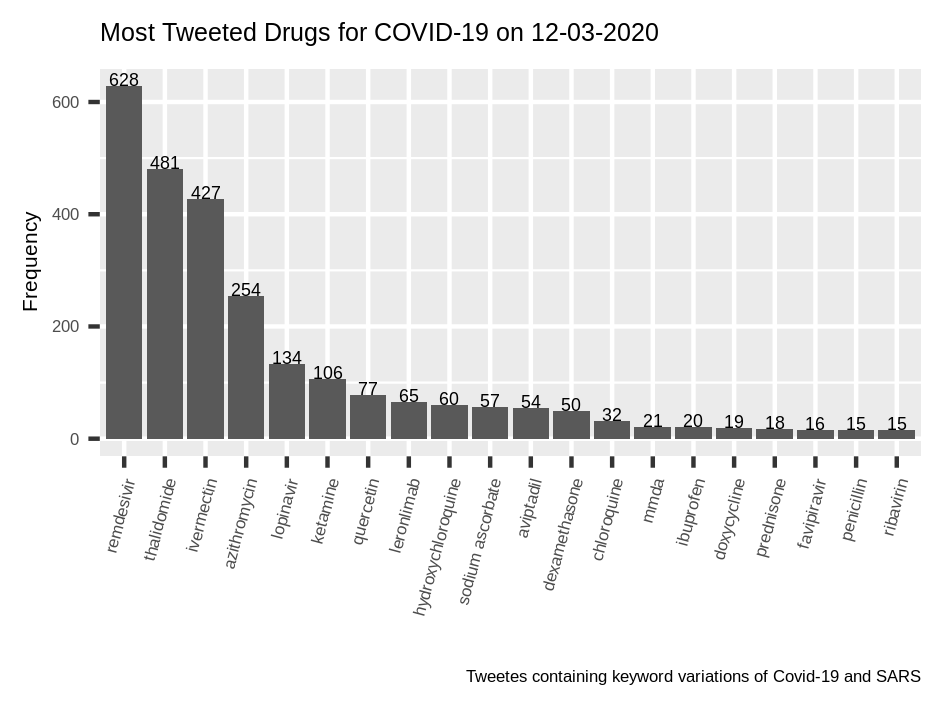 Most Tweeted Drugs for COVID-19 on 12-03-2020
Frequency
600
400
200
0
628
481
427
254
134
106
77
65
60
57
54
50
32
21
20
19
18
16
15
15
remdesivir
thalidomide
ivermectin
azithromycin
lopinavir
ketamine
quercetin
leronlimab
hydroxychloroquine
sodium ascorbate
aviptadil
dexamethasone
chloroquine
mmda
ibuprofen
doxycycline
prednisone
favipiravir
penicillin
ribavirin
Tweetes containing keyword variations of Covid-19 and SARS